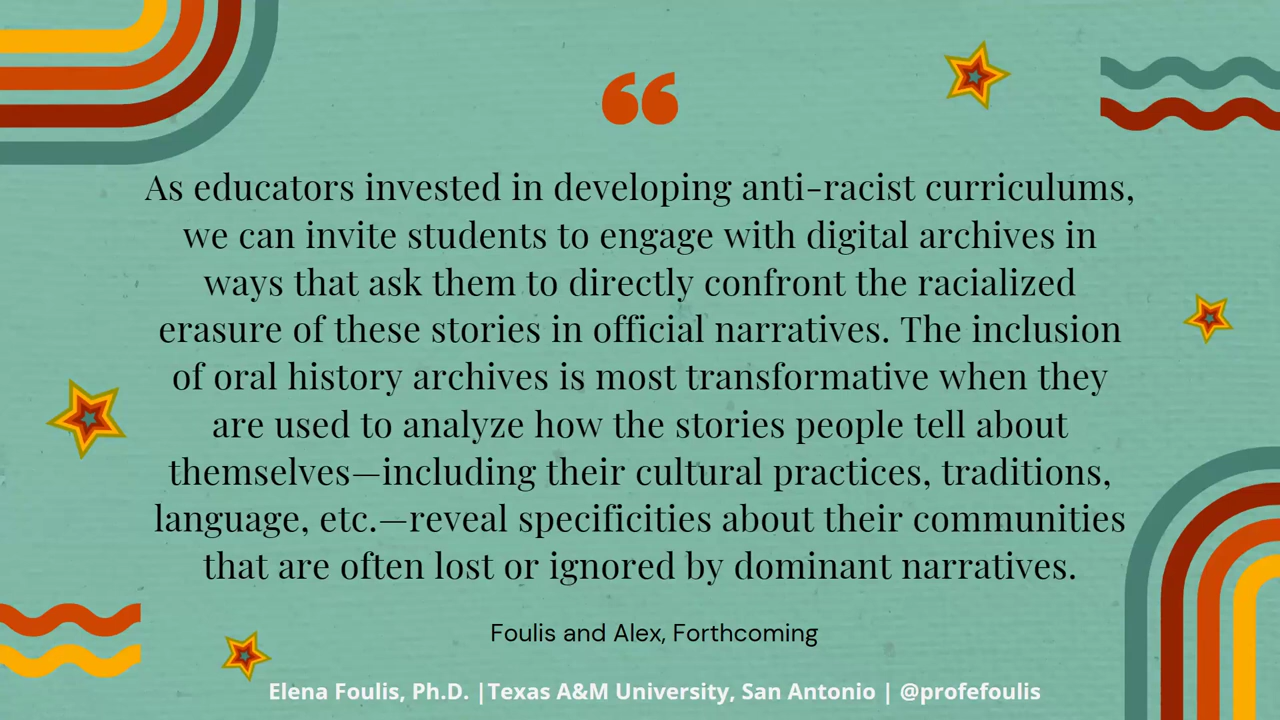 “
As educators invested in developing anti-racist curriculums,
we can invite students to engage with digital archives in
ways that ask them to directly confront the racialized
erasure of these stories in official narratives. The inclusion
of oral history archives is most transformative when they
are used to analyze how the stories people tell about
themselves—including their cultural practices, traditions,
language, etc.—reveal specificities about their communities
that are often lost or ignored by dominant narratives.
Foulis and Alex, Forthcoming
Elena Foulis, Ph.D. |Texas A&M University, San Antonio | @profefoulis